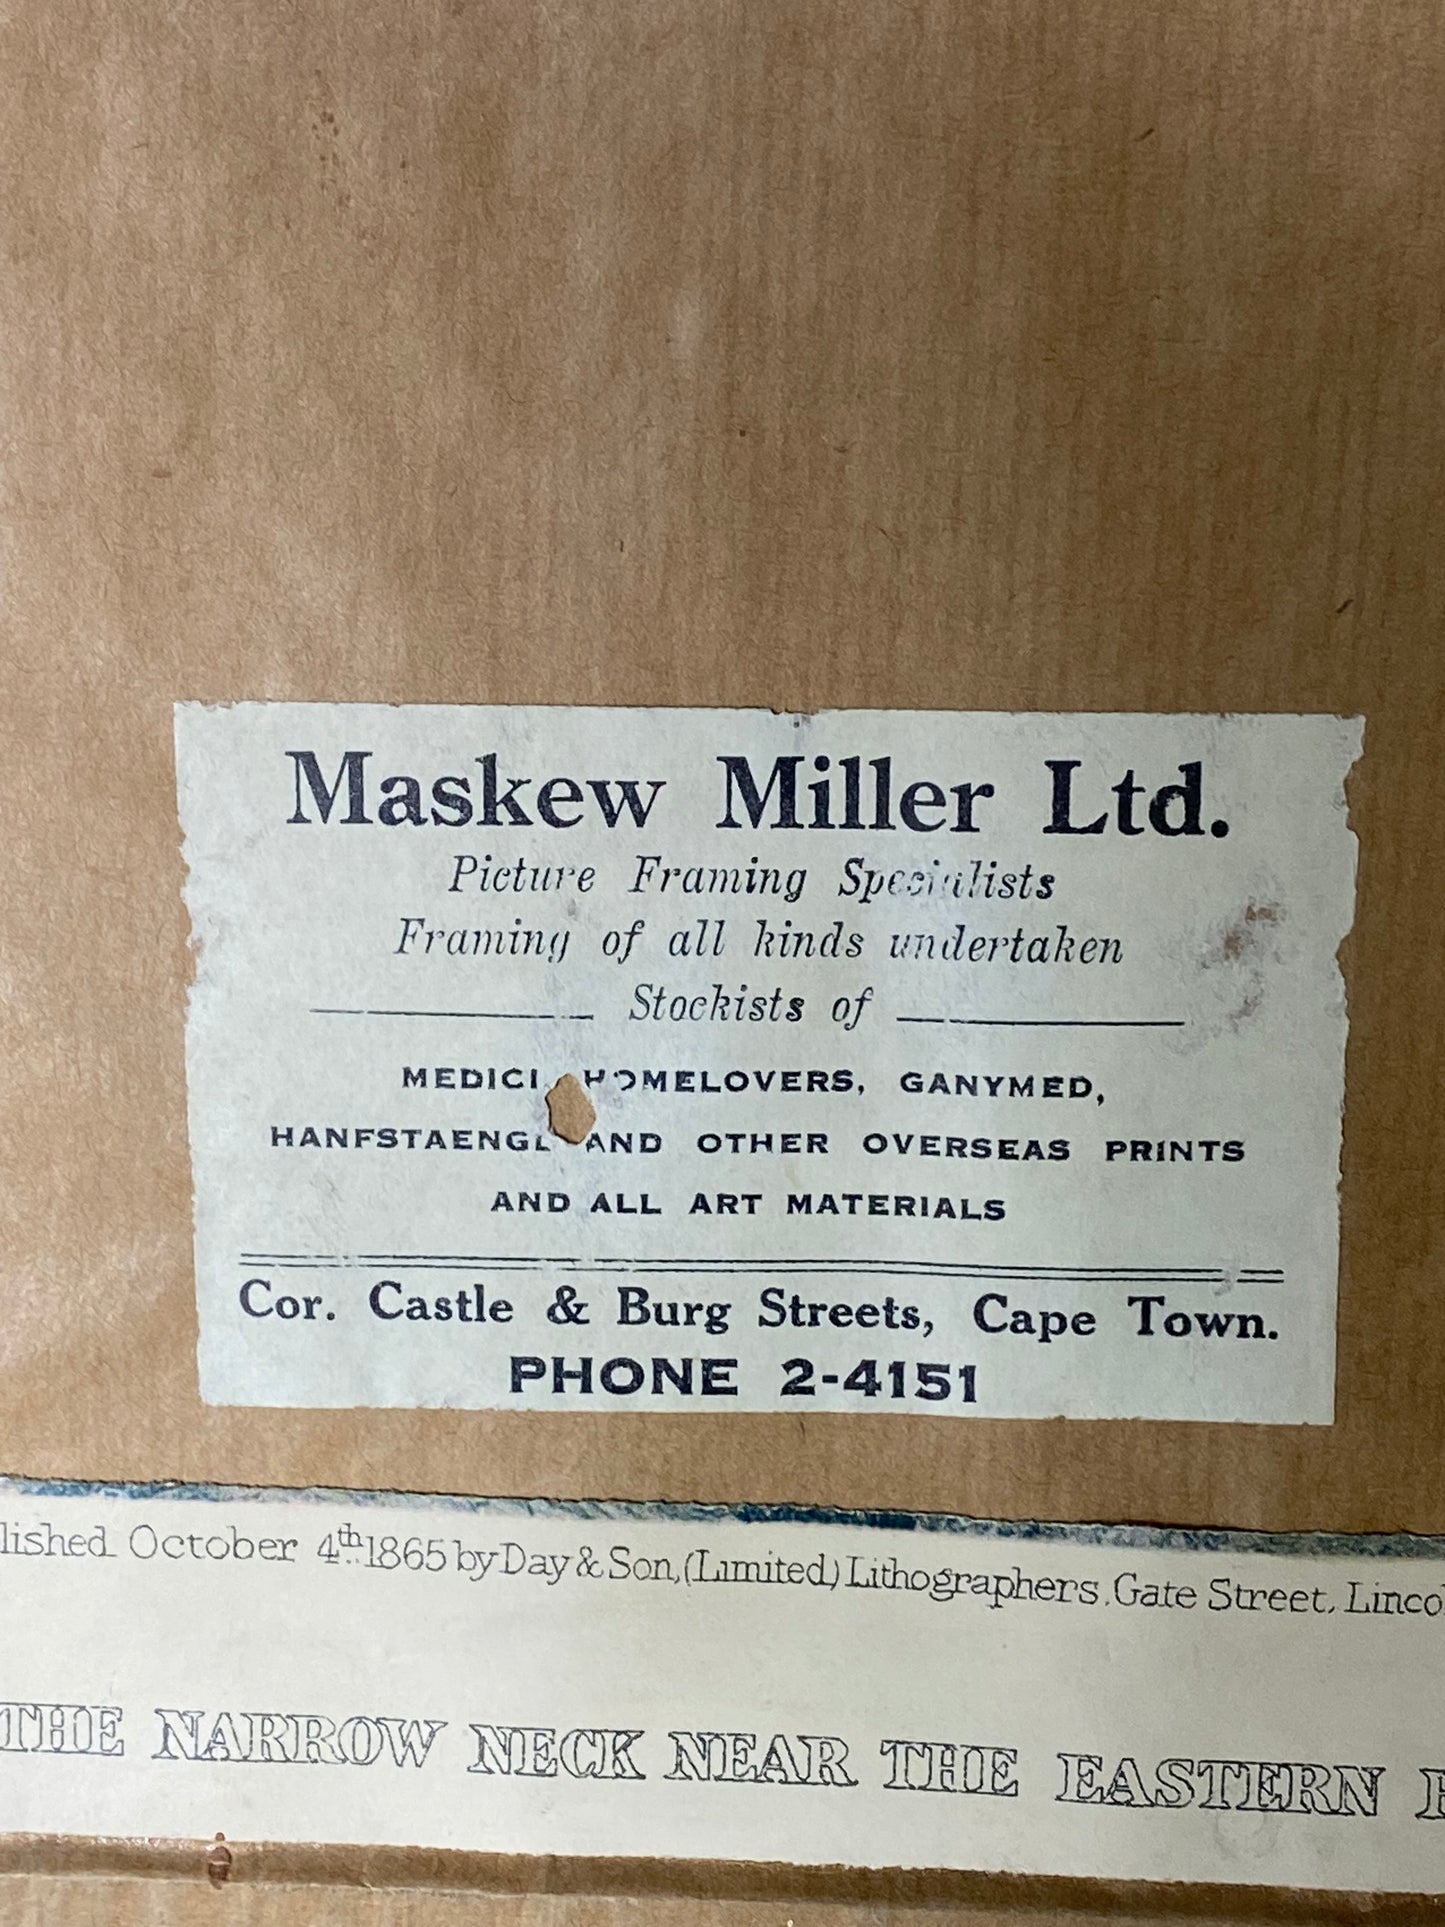 Maskew Miller Ltd.
Picture Framing Specialists
Framing of all kinds undertaken
Stockists of
MEDICI, HOMELOVERS, GANYMED,
HANFSTAENGL AND OTHER OVERSEAS PRINTS
AND ALL ART MATERIALS
Cor. Castle & Burg Streets, Cape Town.
PHONE 2-4151
lished October 4th 1865 by Day & Son, (Limited) Lithographers, Gate Street, Lincol
THE NARROW NECK NEAR THE EASTERN